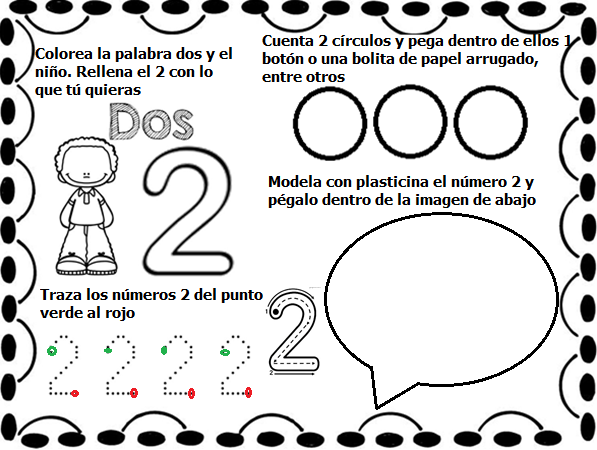 Colorea la palabra dos y el
niño. Rellena el 2 con lo
que tú quieras
Dos
2
Cuenta 2 círculos y pega dentro de ellos 1
botón o una bolita de papel arrugado,
entre otros
Modela con plasticina el número 2 y
pégalo dentro de la imagen de abajo
Traza los números 2 del punto
verde al rojo
2 2 2 2
2